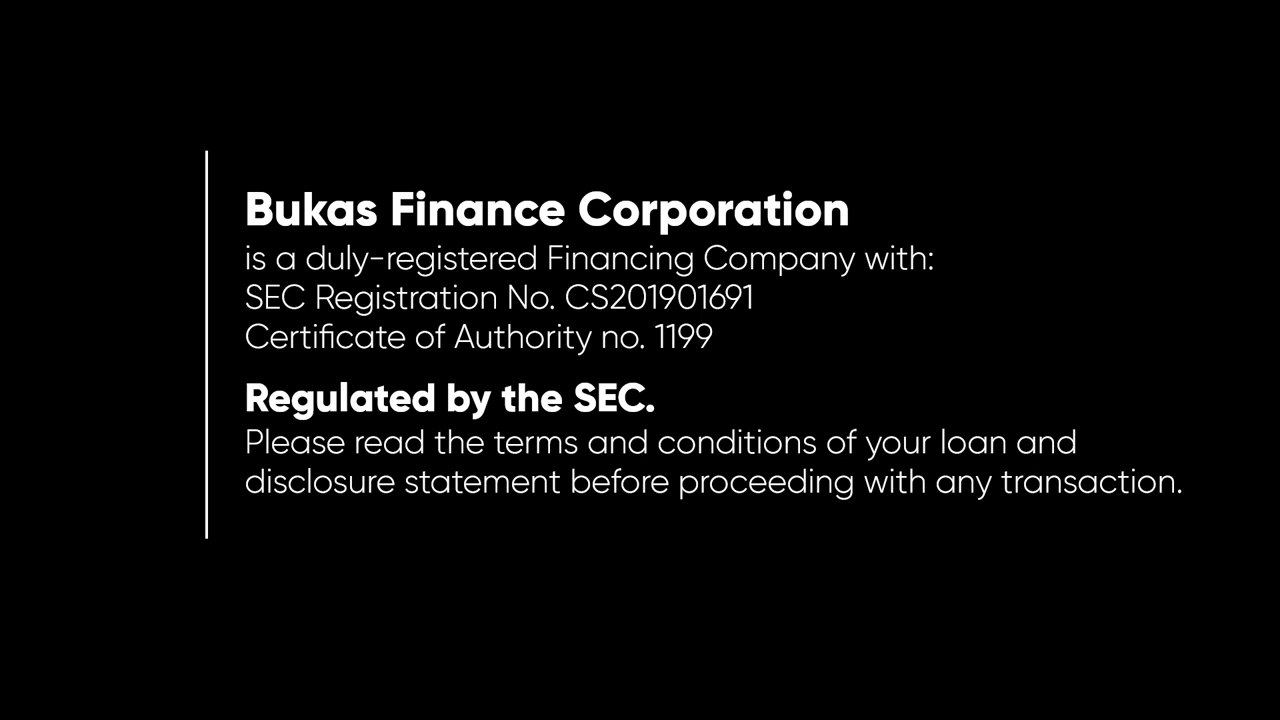 Bukas Finance Corporation
is a duly-registered Financing Company with:
SEC Registration No. CS201901691
Certificate of Authority no. 1199
Regulated by the SEC.
Please read the terms and conditions of your loan and
disclosure statement before proceeding with any transaction.